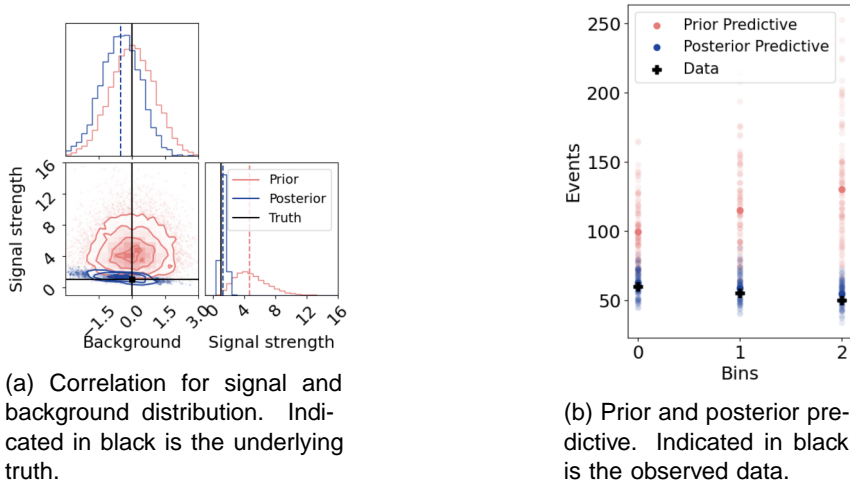 16
12
8
4
0
Signal strength
−1.5
0.0
1.5
3.0
Background
Prior
Posterior
Truth
0
4
8
12
16
Signal strength
(a) Correlation for signal and
background distribution. Indi-
cated in black is the underlying
truth.
250
200
150
100
50
Events
Prior Predictive
Posterior Predictive
Data
0
1
2
Bins
(b) Prior and posterior pre-
dictive. Indicated in black
is the observed data.